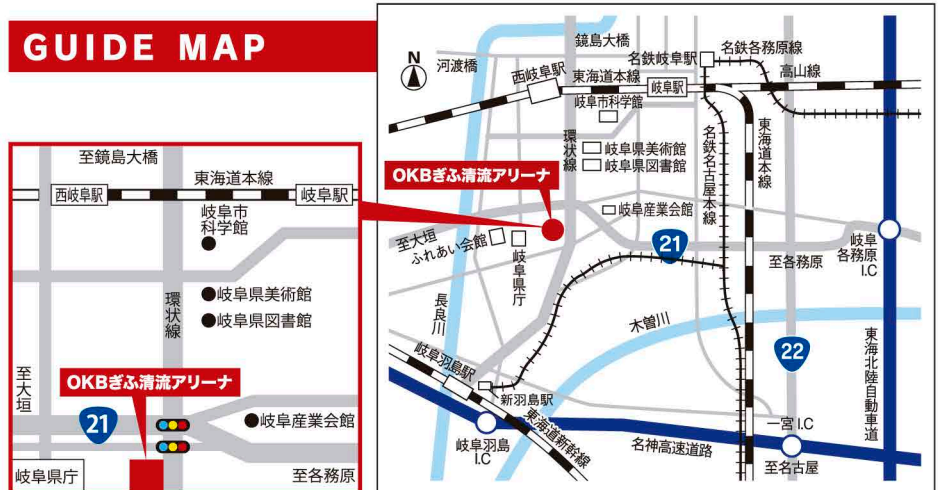 GUIDE MAP
至鏡島大橋
東海道本線
西岐阜駅
岐阜駅
岐阜市
科学館
環状線
岐阜県美術館
岐阜県図書館
至大垣
OKBぎふ清流アリーナ
21
岐阜産業会館
岐阜県庁
至各務原
N
河渡橋
鏡島大橋
西岐阜駅
東海道本線
岐阜市科学館
岐阜駅
名鉄岐阜駅
名鉄各務原線
高山線
環状線
岐阜県美術館
岐阜県図書館
名鉄名古屋本線
東海道本線
OKBぎふ清流アリーナ
岐阜産業会館
至大垣
ふれあい会館
岐阜県庁
21
至各務原
岐阜
各務原
I.C
長良川
木曽川
22
東海北陸自動車道
岐阜羽島駅
新羽島駅
東海道新幹線
岐阜羽島
I.C
名神高速道路
一宮I.C
至名古屋